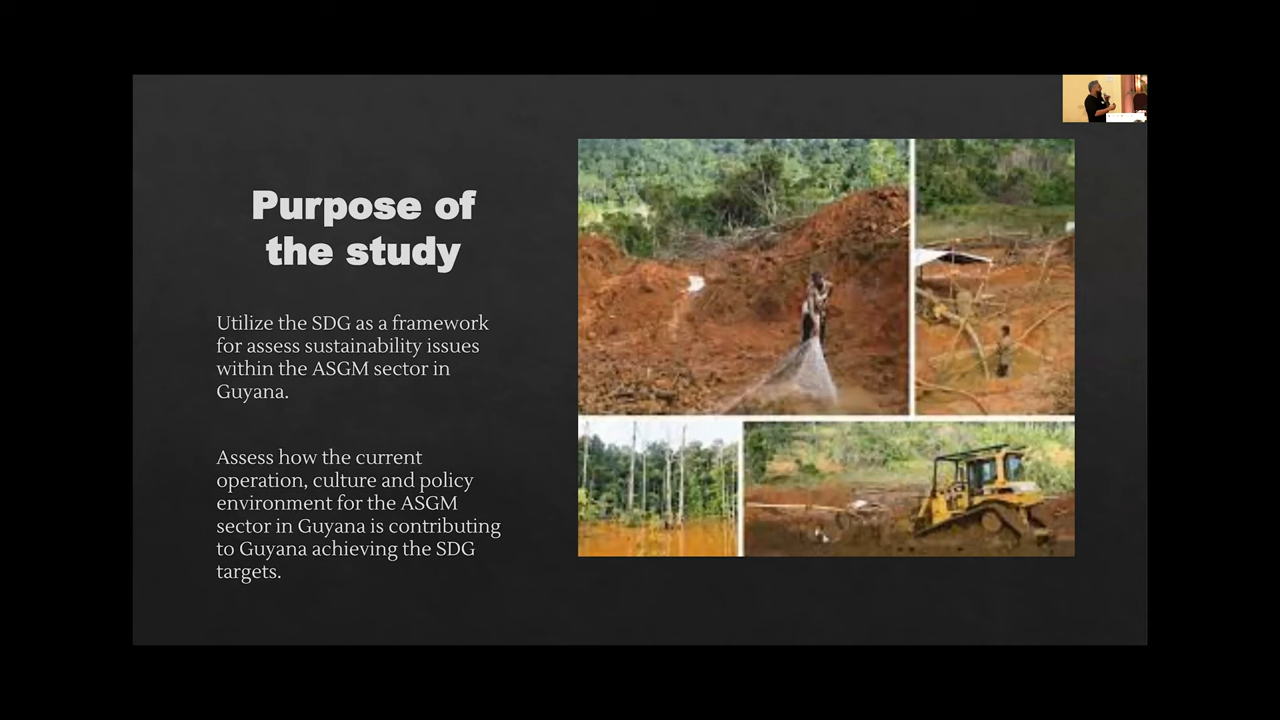 Purpose of
the study
Utilize the SDG as a framework
for assess sustainability issues
within the ASGM sector in
Guyana.
Assess how the current
operation, culture and policy
environment for the ASGM
sector in Guyana is contributing
to Guyana achieving the SDG
targets.